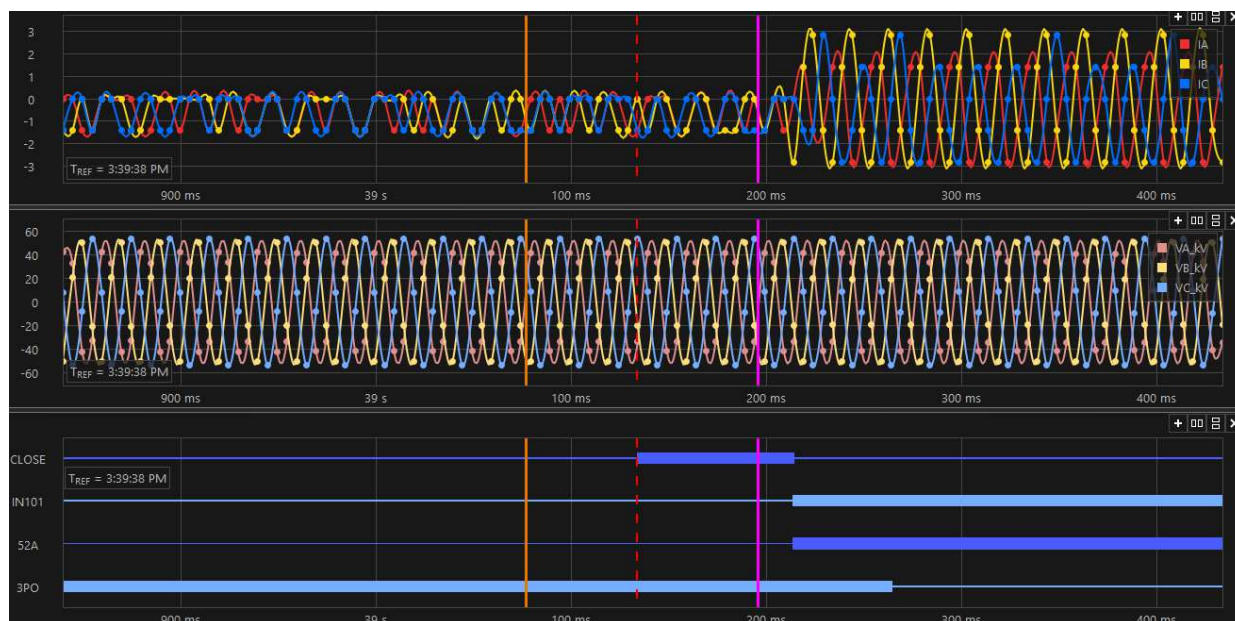 3
2
1
0
-1
-2
-3
IA
IB
IC
TREF = 3:39:38 PM
900 ms 39 s 100 ms 200 ms 300 ms 400 ms
60
40
20
0
-20
-40
-60
VA_kV
VB_kV
VC_kV
TREF = 3:39:38 PM
900 ms 39 s 100 ms 200 ms 300 ms 400 ms
CLOSE
TREF = 3:39:38 PM
IN101
52A
3PO
900 ms 39 s 100 ms 200 ms 300 ms 400 ms